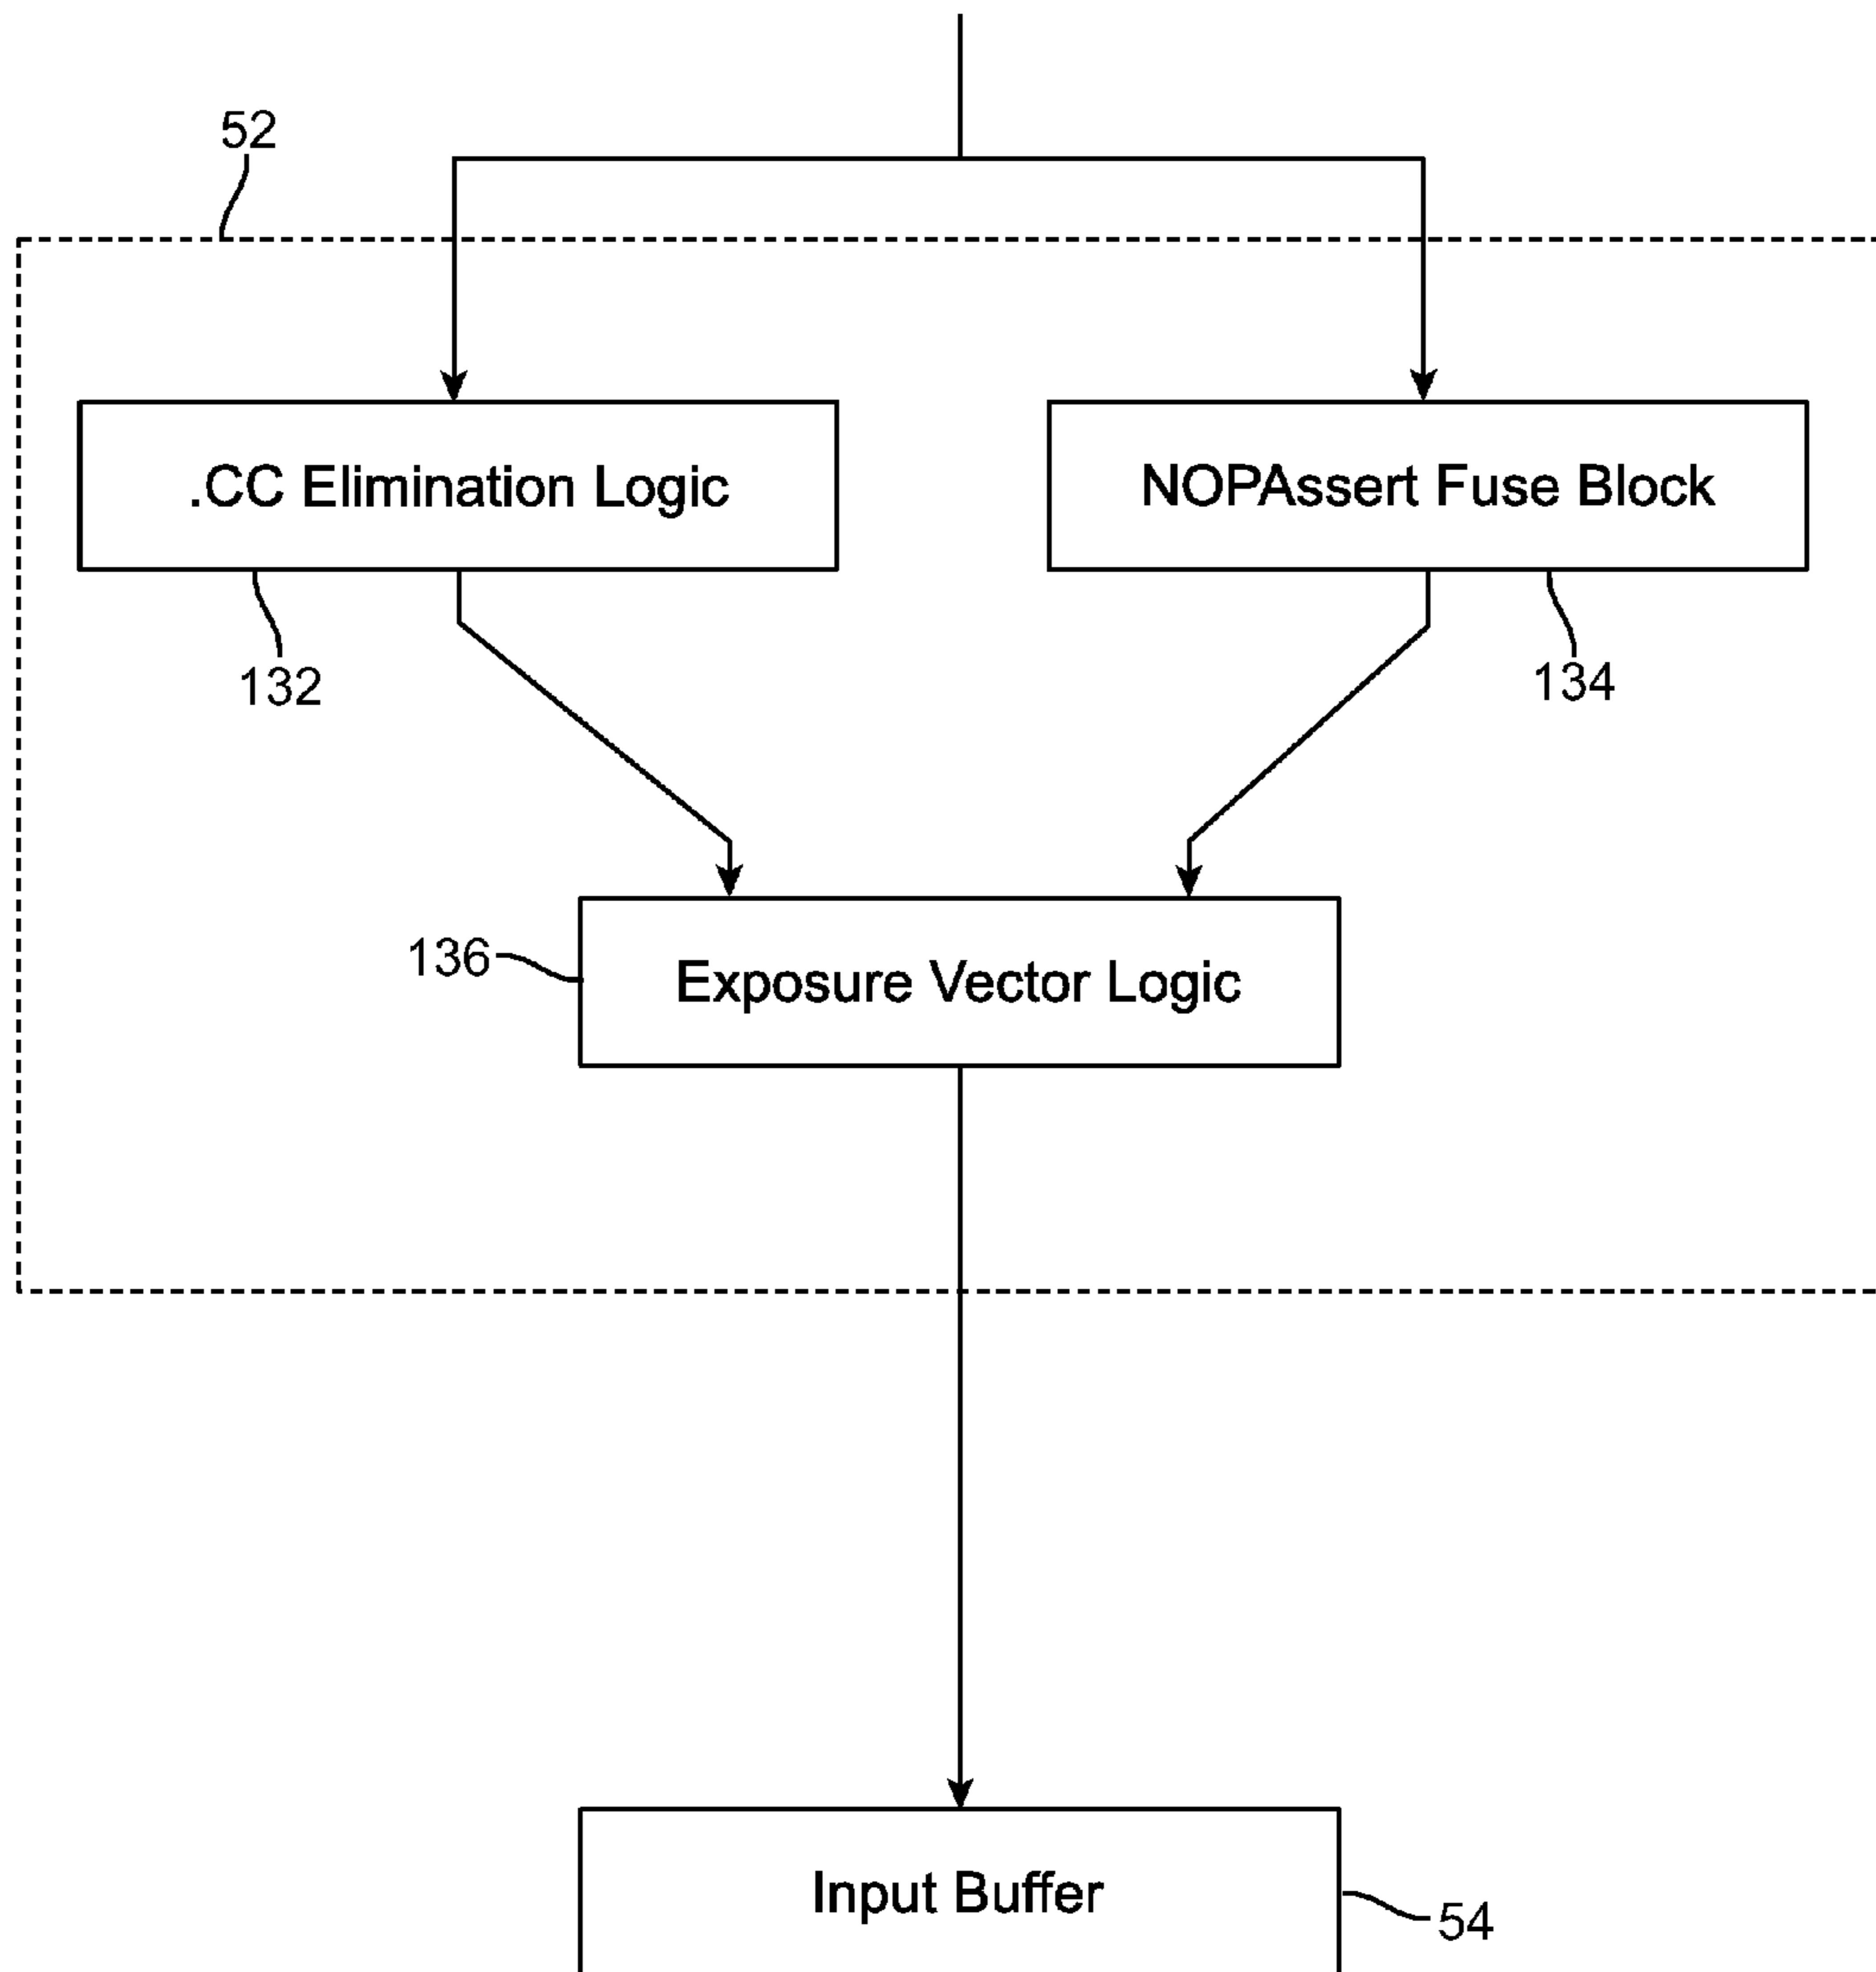 52
.CC Elimination Logic
NOPAssert Fuse Block
132
134
136
Exposure Vector Logic
Input Buffer
54